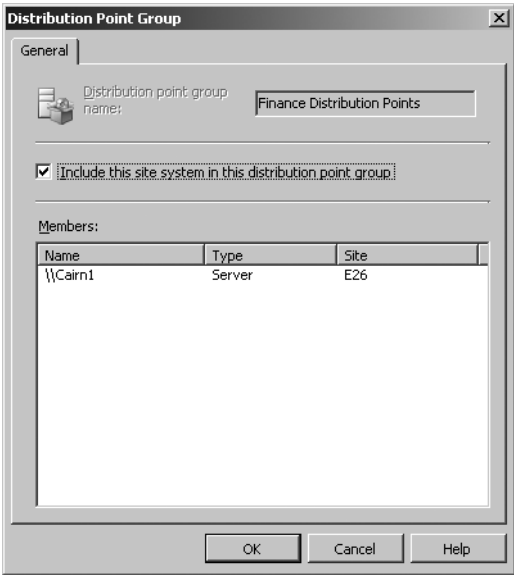 Distribution Point Group
General
Distribution point group
name:
Finance Distribution Points
Include this site system in this distribution point group
Members:
Name Type Site
\\Cairn1 Server E26
OK Cancel Help